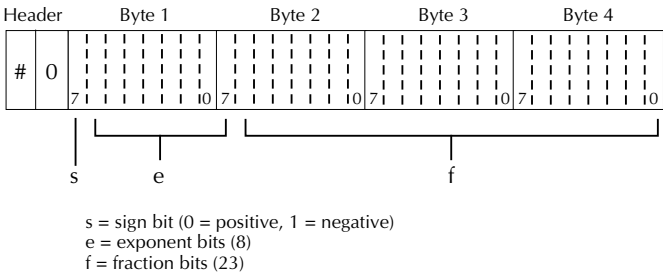 Header Byte 1 Byte 2 Byte 3 Byte 4
# 0
7 0 7 0 7 0 7 0
s e f
s = sign bit (0 = positive, 1 = negative)
e = exponent bits (8)
f = fraction bits (23)